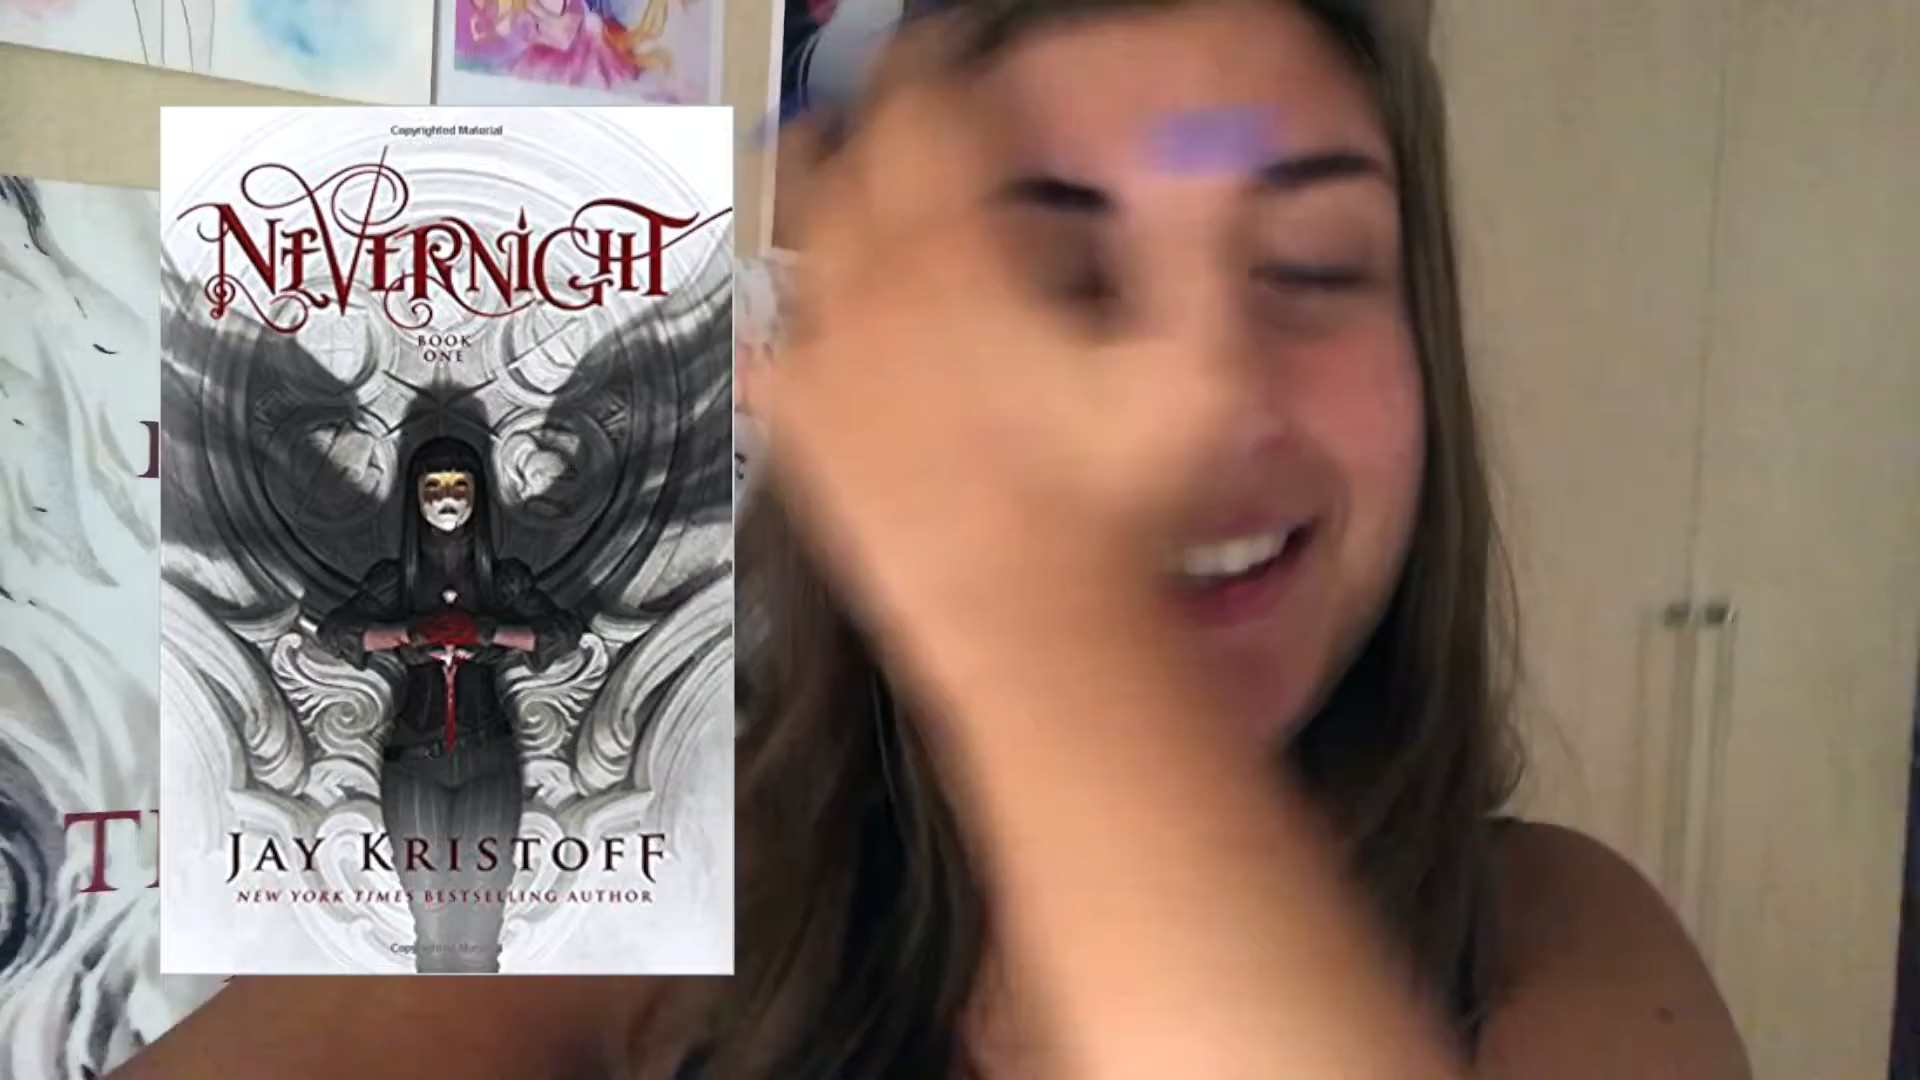 Copyrighted Material
NEVERNIGHT
BOOK
ONE
JAY KRISTOFF
NEW YORK TIMES BESTSELLING AUTHOR
T